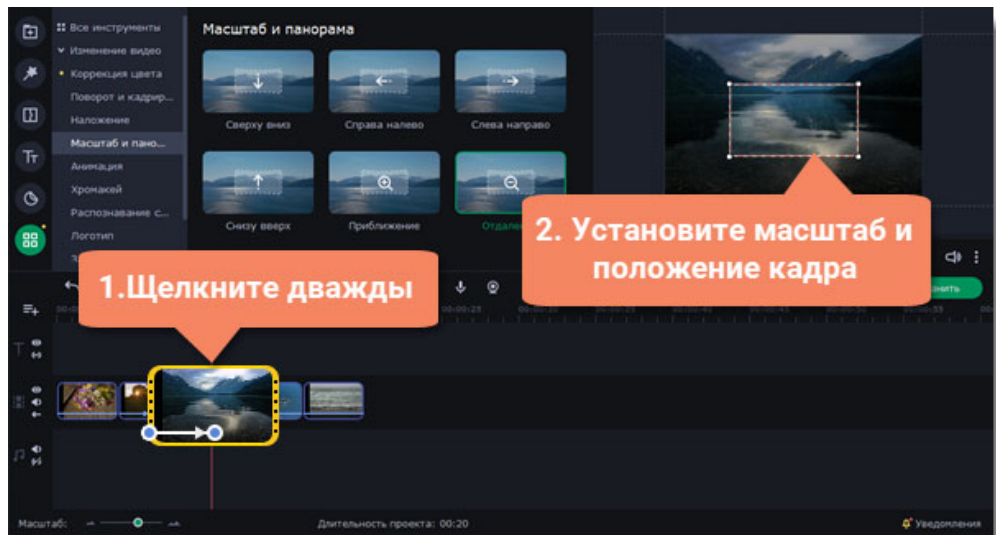 Все инструменты
Изменение видео
Коррекция цвета
Поворот и кадрир...
Наложение
Масштаб и пано...
Анимация
Хромакей
Распознавание с...
Логотип
Масштаб и панорама
Сверху вниз
Справа налево
Слева направо
Снизу вверх
Приближение
1.Щелкните дважды
2. Установите масштаб и
положение кадра
Масштаб:
Длительность проекта: 00:20
Уведомления